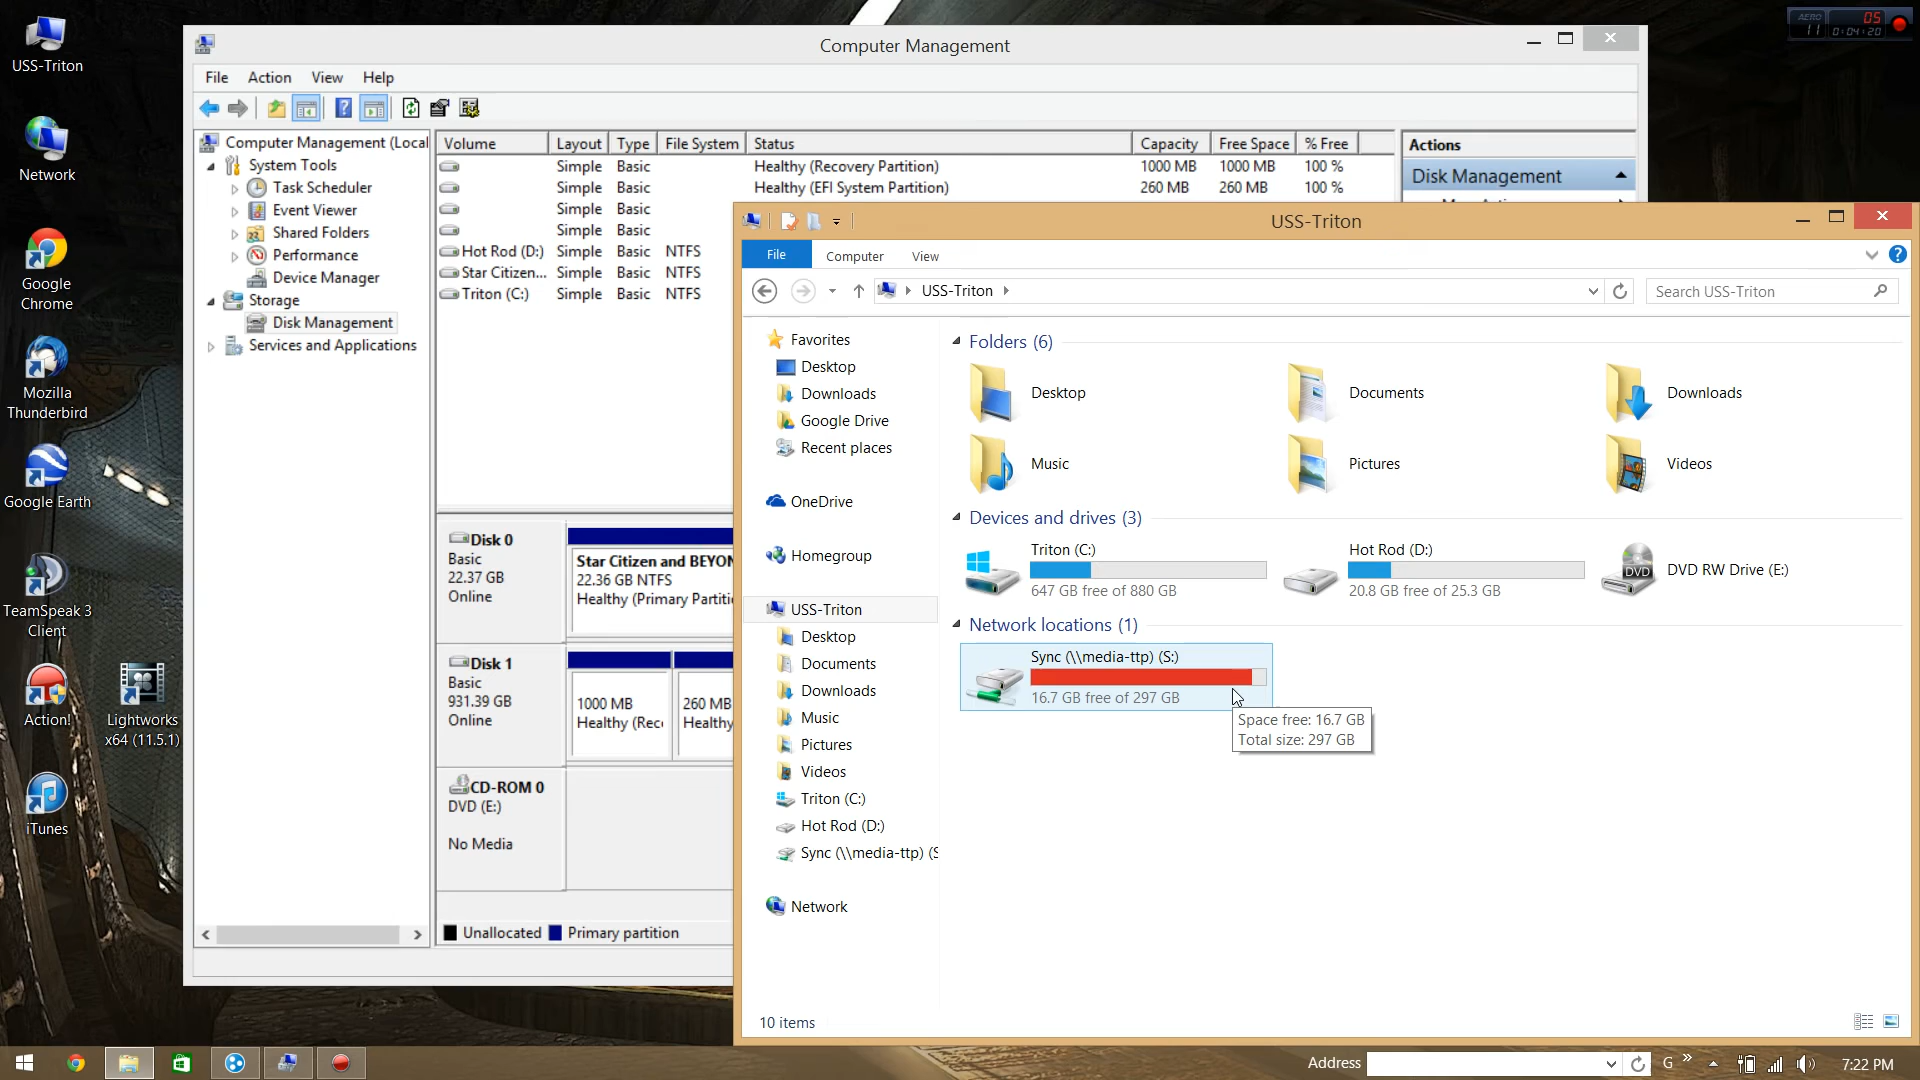 USS-Triton
Network
Google
Chrome
Mozilla
Thunderbird
Google Earth
TeamSpeak 3
Client
Action!
Lightworks
x64 (11.5.1)
iTunes
AERO 05
11 0:04:20
Computer Management
File Action View Help
Computer Management (Local
System Tools
Task Scheduler
Event Viewer
Shared Folders
Performance
Device Manager
Storage
Disk Management
Services and Applications
Volume Layout Type File System Status Capacity Free Space % Free
Simple Basic Healthy (Recovery Partition) 1000 MB 1000 MB 100 %
Simple Basic Healthy (EFI System Partition) 260 MB 260 MB 100 %
Simple Basic
Simple Basic
Hot Rod (D:) Simple Basic NTFS
Star Citizen... Simple Basic NTFS
Triton (C:) Simple Basic NTFS
Actions
Disk Management
Disk 0
Basic
22.37 GB
Online
Star Citizen and BEYON
22.36 GB NTFS
Healthy (Primary Partiti
Disk 1
Basic
931.39 GB
Online
1000 MB
Healthy (Rec
260 MB
Healthy
CD-ROM 0
DVD (E:)
No Media
Unallocated Primary partition
USS-Triton
File Computer View
USS-Triton
Search USS-Triton
Favorites
Desktop
Downloads
Google Drive
Recent places
OneDrive
Homegroup
USS-Triton
Desktop
Documents
Downloads
Music
Pictures
Videos
Triton (C:)
Hot Rod (D:)
Sync (\\media-ttp) (S
Network
Folders (6)
Desktop Documents Downloads
Music Pictures Videos
Devices and drives (3)
Triton (C:)
647 GB free of 880 GB
Hot Rod (D:)
20.8 GB free of 25.3 GB
DVD
DVD RW Drive (E:)
Network locations (1)
Sync (\\media-ttp) (S:)
16.7 GB free of 297 GB
Space free: 16.7 GB
Total size: 297 GB
10 items
Address G » 7:22 PM